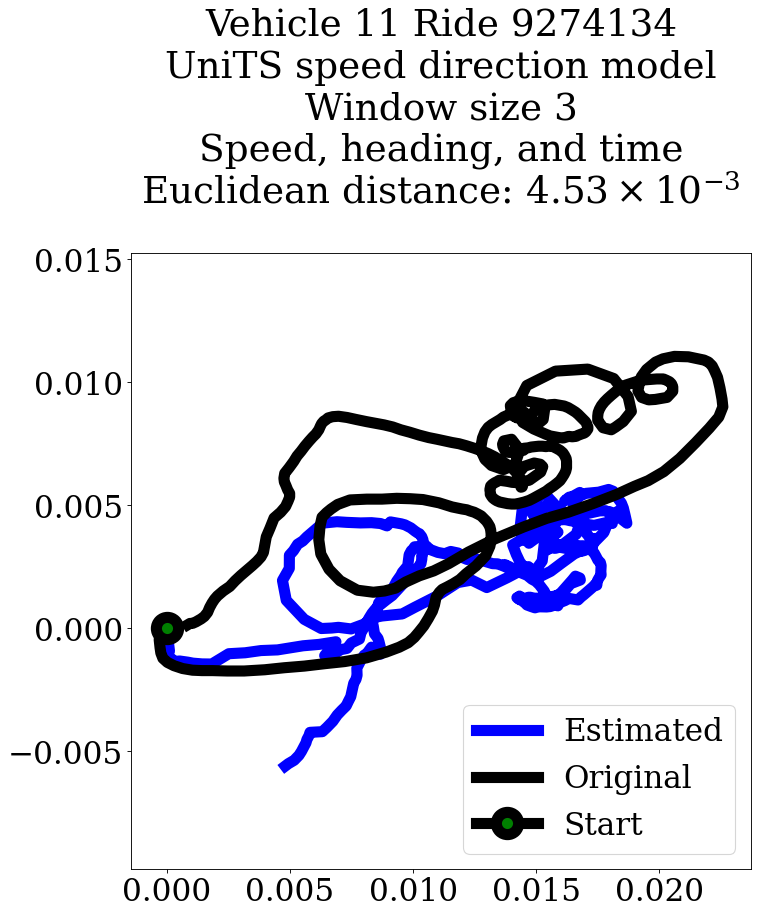 Vehicle 11 Ride 9274134
UniTS speed direction model
Window size 3
Speed, heading, and time
Euclidean distance: 4.53 × 10⁻³
0.015
0.010
0.005
0.000
−0.005
Estimated
Original
Start
0.000 0.005 0.010 0.015 0.020